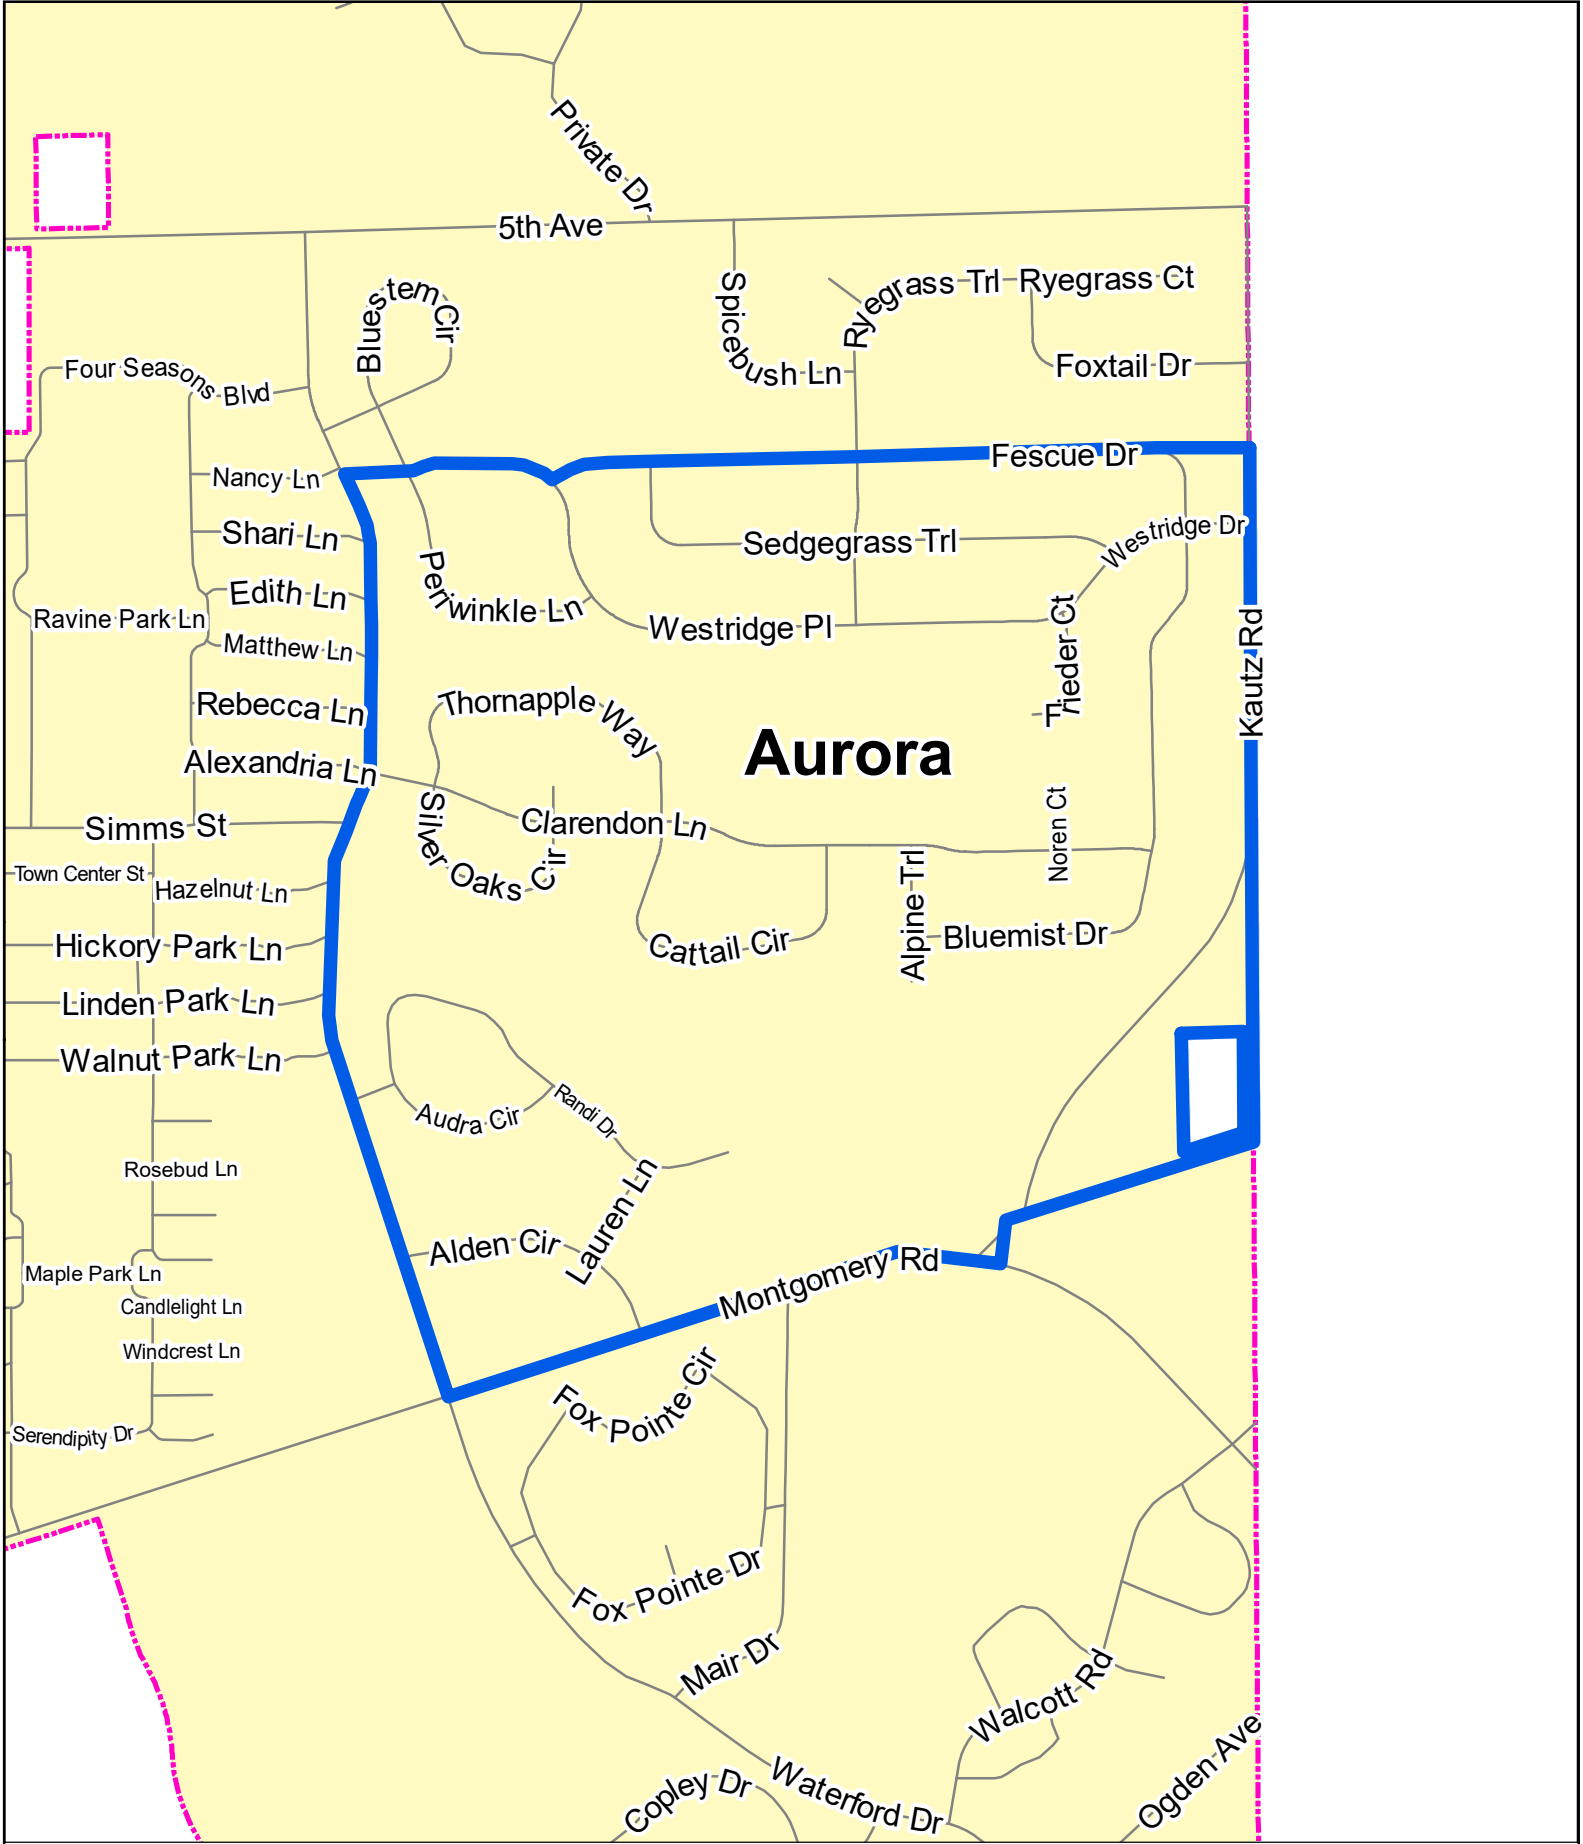 Private Dr
5th Ave
Bluestem Cir
Spicebush Ln
Ryegrass Trl
Ryegrass Ct
Foxtail Dr
Four Seasons Blvd
Nancy Ln
Fescue Dr
Shari Ln
Sedgegrass Trl
Westridge Dr
Edith Ln
Periwinkle Ln
Ravine Park Ln
Westridge Pl
Frieder Ct
Kautz Rd
Matthew Ln
Rebecca Ln
Thornapple Way
Aurora
Alexandria Ln
Silver Oaks Cir
Clarendon Ln
Noren Ct
Simms St
Town Center St
Hazelnut Ln
Alpine Trl
Bluemist Dr
Hickory Park Ln
Cattail Cir
Linden Park Ln
Walnut Park Ln
Audra Cir
Randi Dr
Rosebud Ln
Lauren Ln
Alden Cir
Maple Park Ln
Montgomery Rd
Candlelight Ln
Windcrest Ln
Fox Pointe Cir
Serendipity Dr
Fox Pointe Dr
Mair Dr
Walcott Rd
Ogden Ave
Copley Dr
Waterford Dr